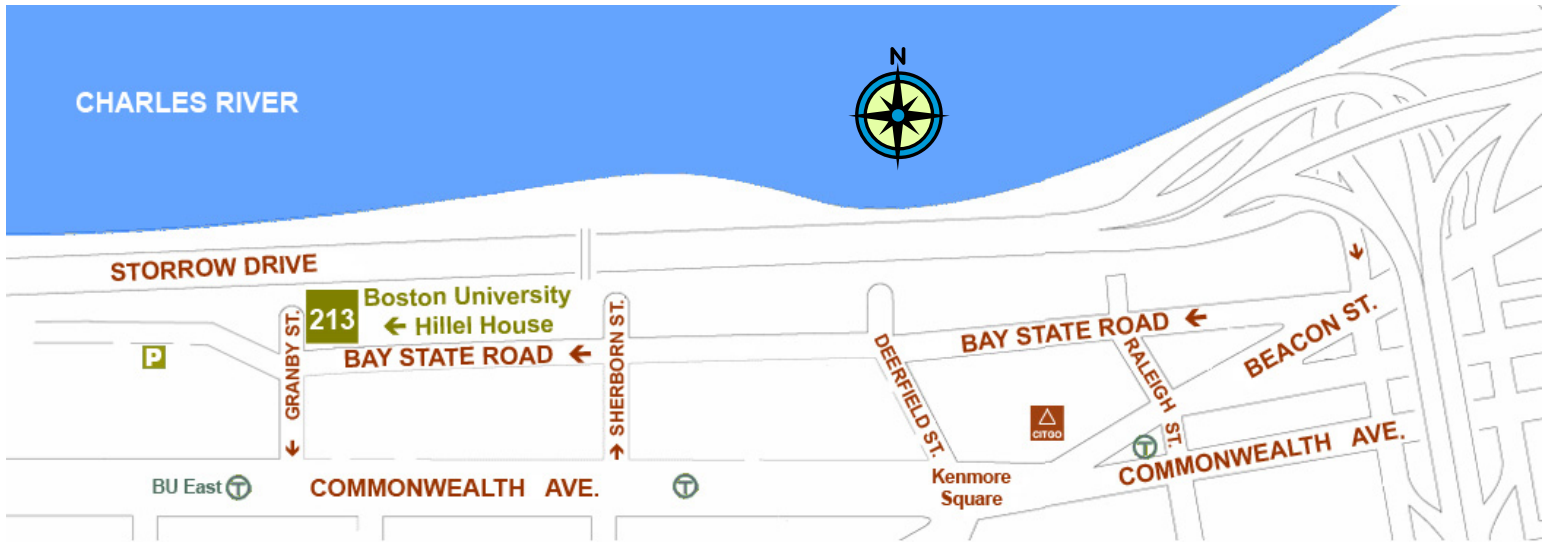 N
CHARLES RIVER
STORROW DRIVE
Boston University
← Hillel House
213
GRANBY ST. ←
BAY STATE ROAD ←
SHERBORN ST. →
BAY STATE ROAD ←
DEERFIELD ST.
RALEIGH ST.
BEACON ST.
P
CITGO
T
COMMONWEALTH AVE.
BU East T
COMMONWEALTH AVE.
T
Kenmore
Square